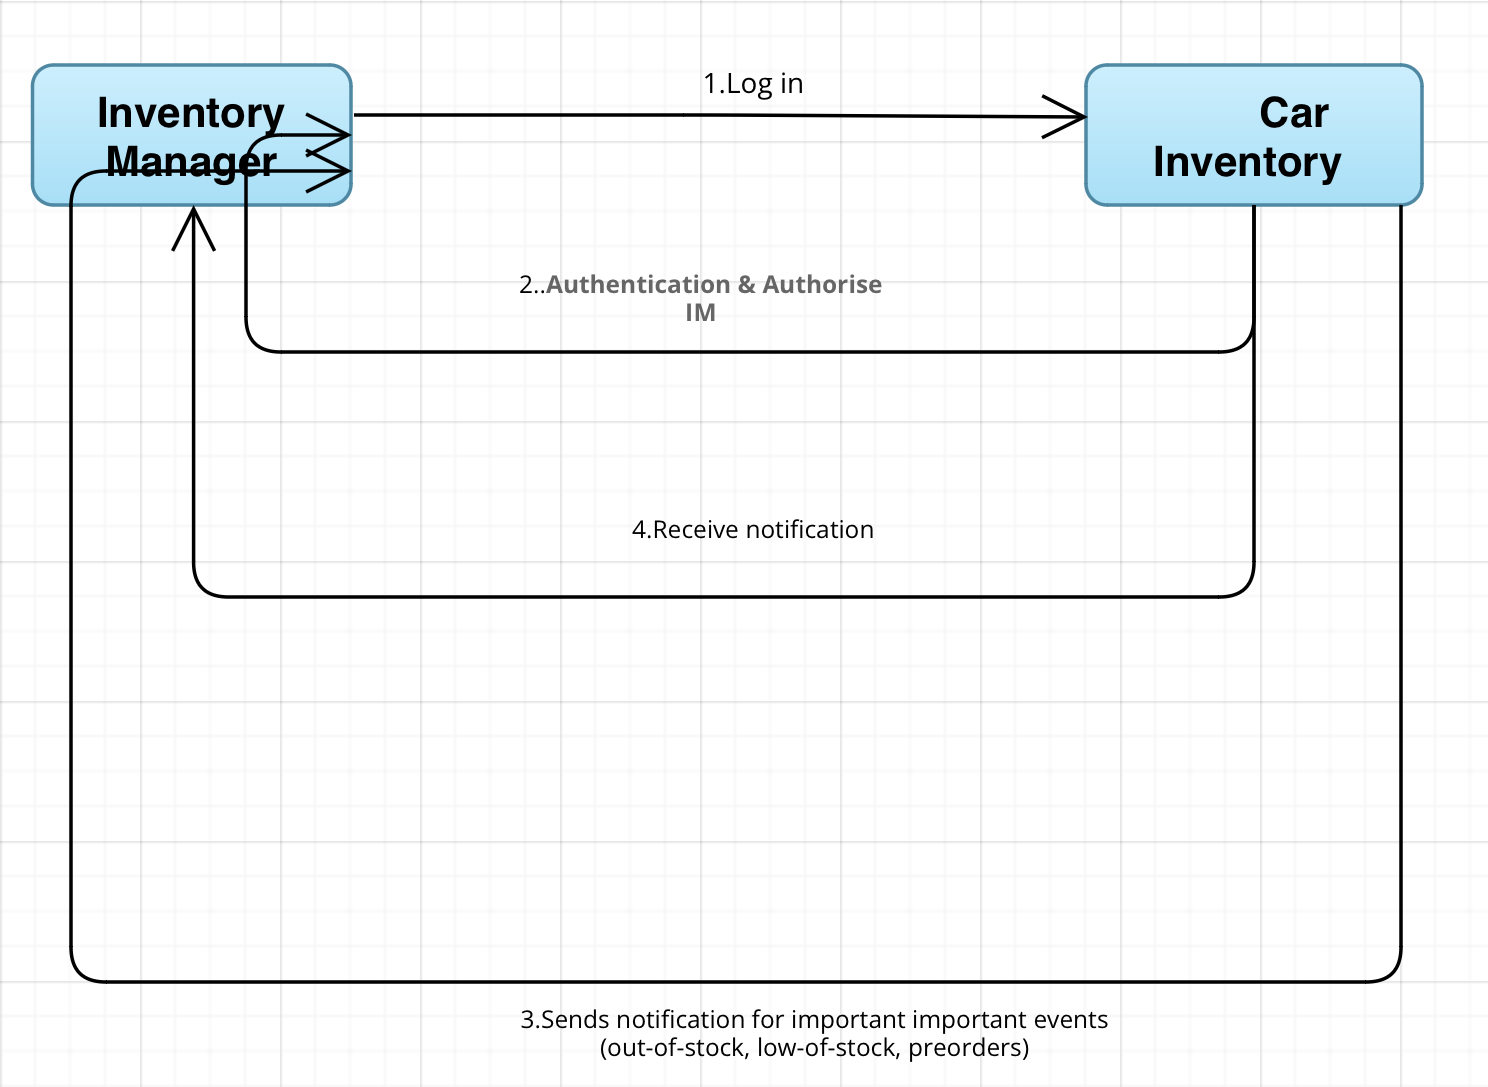 Inventory
Manager
1.Log in
Car
Inventory
2..Authentication & Authorise
IM
4.Receive notification
3.Sends notification for important important events
(out-of-stock, low-of-stock, preorders)